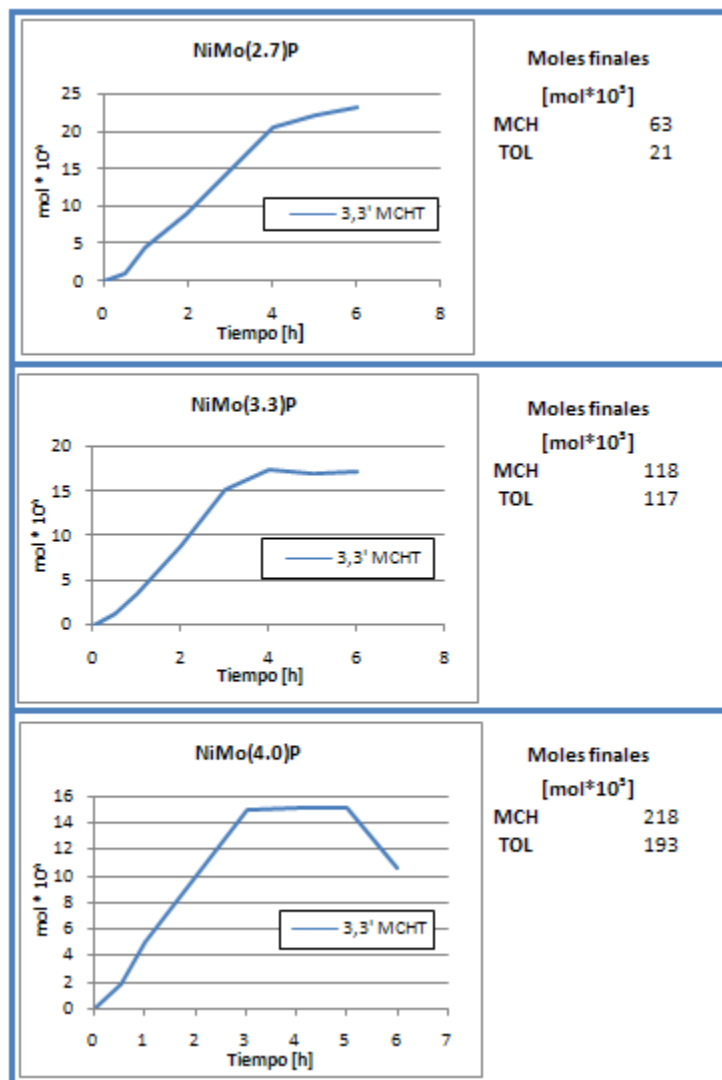 NiMo(2.7)P
mol * 10⁶
25
20
15
10
5
0
3,3' MCHT
0 2 4 6 8
Tiempo [h]
Moles finales
[mol*10⁵]
MCH 63
TOL 21
NiMo(3.3)P
mol * 10⁶
20
15
10
5
0
3,3' MCHT
0 2 4 6 8
Tiempo [h]
Moles finales
[mol*10⁵]
MCH 118
TOL 117
NiMo(4.0)P
mol * 10⁶
16
14
12
10
8
6
4
2
0
3,3' MCHT
0 1 2 3 4 5 6 7
Tiempo [h]
Moles finales
[mol*10⁵]
MCH 218
TOL 193